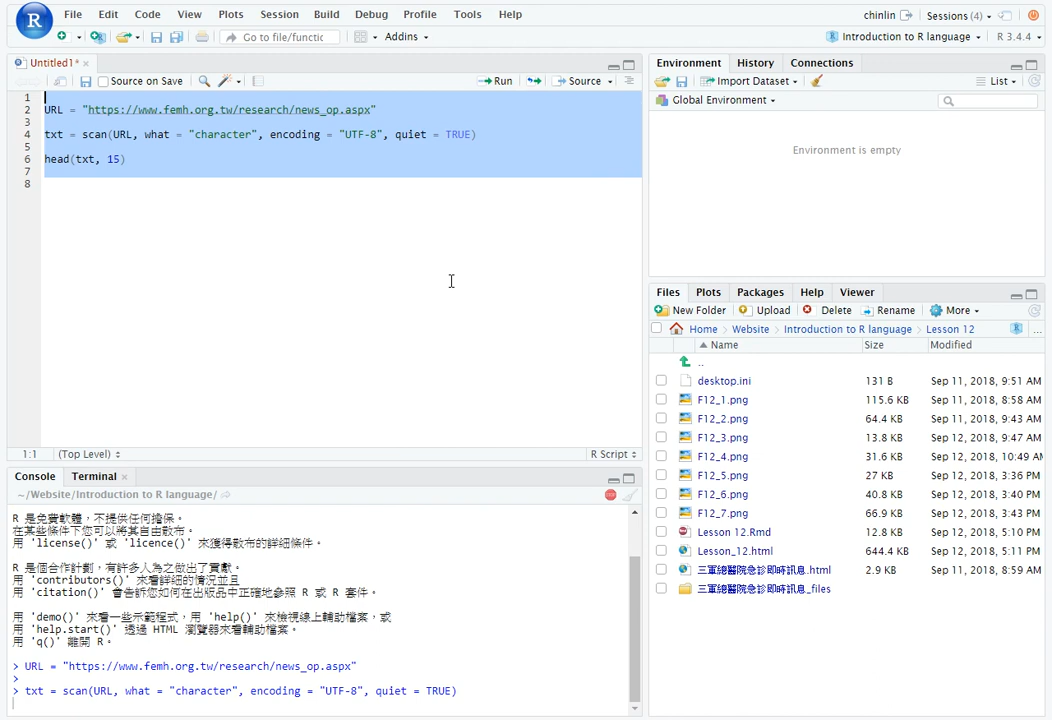 R
File Edit Code View Plots Session Build Debug Profile Tools Help
chinlin Sessions (4)
Go to file/functic
Addins
Introduction to R language R 3.4.4
Untitled1*
Source on Save
Run
Source
1
2 URL = "https://www.femh.org.tw/research/news_op.aspx"
3
4 txt = scan(URL, what = "character", encoding = "UTF-8", quiet = TRUE)
5
6 head(txt, 15)
7
8
1:1 (Top Level) R Script
Console Terminal
~/Website/Introduction to R language/
R 是免費軟體，不提供任何擔保。
在某些條件下您可以將其自由散布。
用 'license()' 或 'licence()' 來獲得散布的詳細條件。
R 是個合作計劃，有許多人為之做出了貢獻。
用 'contributors()' 來看詳細的情況並且
用 'citation()' 會告訴您如何在出版品中正確地參照 R 或 R 套件。
用 'demo()' 來看一些示範程式，用 'help()' 來檢視線上輔助檔案，或
用 'help.start()' 透過 HTML 瀏覽器來看輔助檔案。
用 'q()' 離開 R。
> URL = "https://www.femh.org.tw/research/news_op.aspx"
>
> txt = scan(URL, what = "character", encoding = "UTF-8", quiet = TRUE)
Environment History Connections
Import Dataset List
Global Environment
Environment is empty
Files Plots Packages Help Viewer
New Folder Upload Delete Rename More
Home Website Introduction to R language Lesson 12 ...
Name Size Modified
..
desktop.ini 131 B Sep 11, 2018, 9:51 AM
F12_1.png 115.6 KB Sep 11, 2018, 8:58 AM
F12_2.png 64.4 KB Sep 11, 2018, 9:43 AM
F12_3.png 13.8 KB Sep 12, 2018, 9:47 AM
F12_4.png 31.6 KB Sep 12, 2018, 10:49 AM
F12_5.png 27 KB Sep 12, 2018, 3:36 PM
F12_6.png 40.8 KB Sep 12, 2018, 3:40 PM
F12_7.png 66.9 KB Sep 12, 2018, 3:43 PM
Lesson 12.Rmd 12.8 KB Sep 12, 2018, 5:10 PM
Lesson_12.html 644.4 KB Sep 12, 2018, 5:11 PM
三軍總醫院急診即時訊息.html 2.9 KB Sep 11, 2018, 8:59 AM
三軍總醫院急診即時訊息_files